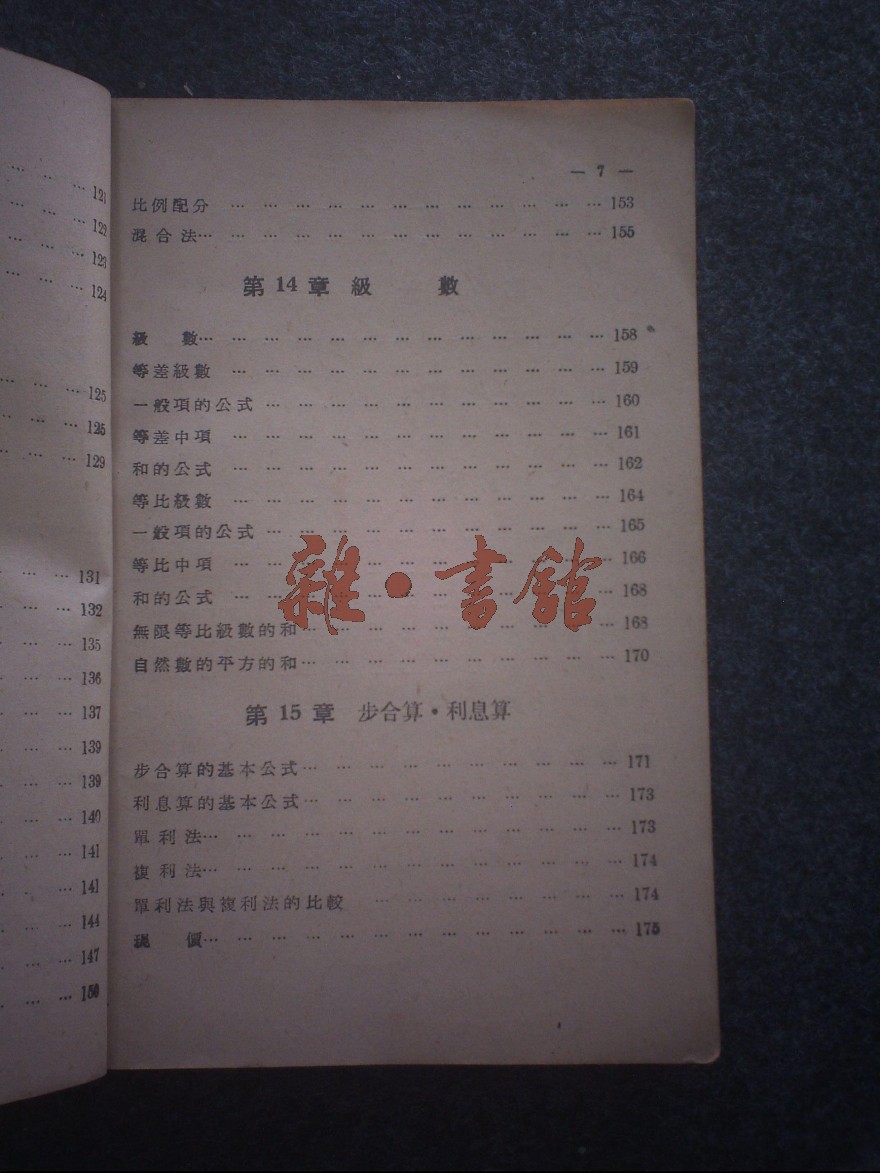 121
122
123
124
125
126
129
131
132
135
136
137
139
139
140
141
141
144
147
150
— 7 —
比例配分 … … … … … … … … … … … … 153
混合法… … … … … … … … … … … … … 155
第14章 級 數
級 數… … … … … … … … … … … … … 158
等差級數 … … … … … … … … … … … … 159
一般項的公式 … … … … … … … … … … … 160
等差中項 … … … … … … … … … … … … 161
和的公式 … … … … … … … … … … … … 162
等比級數 … … … … … … … … … … … … 164
一般項的公式 … … … … … … … … … … … 165
等比中項 … … … … … … … … … … … … 166
和的公式 … … … … … … … … … … … … 168
無限等比級數的和… … … … … … … … … … 168
自然數的平方的和… … … … … … … … … … 170
雜·書館
第15章 步合算·利息算
步合算的基本公式… … … … … … … … … … 171
利息算的基本公式… … … … … … … … … … 173
單利法… … … … … … … … … … … … … 173
複利法… … … … … … … … … … … … … 174
單利法與複利法的比較 … … … … … … … … 174
現 價… … … … … … … … … … … … … 175